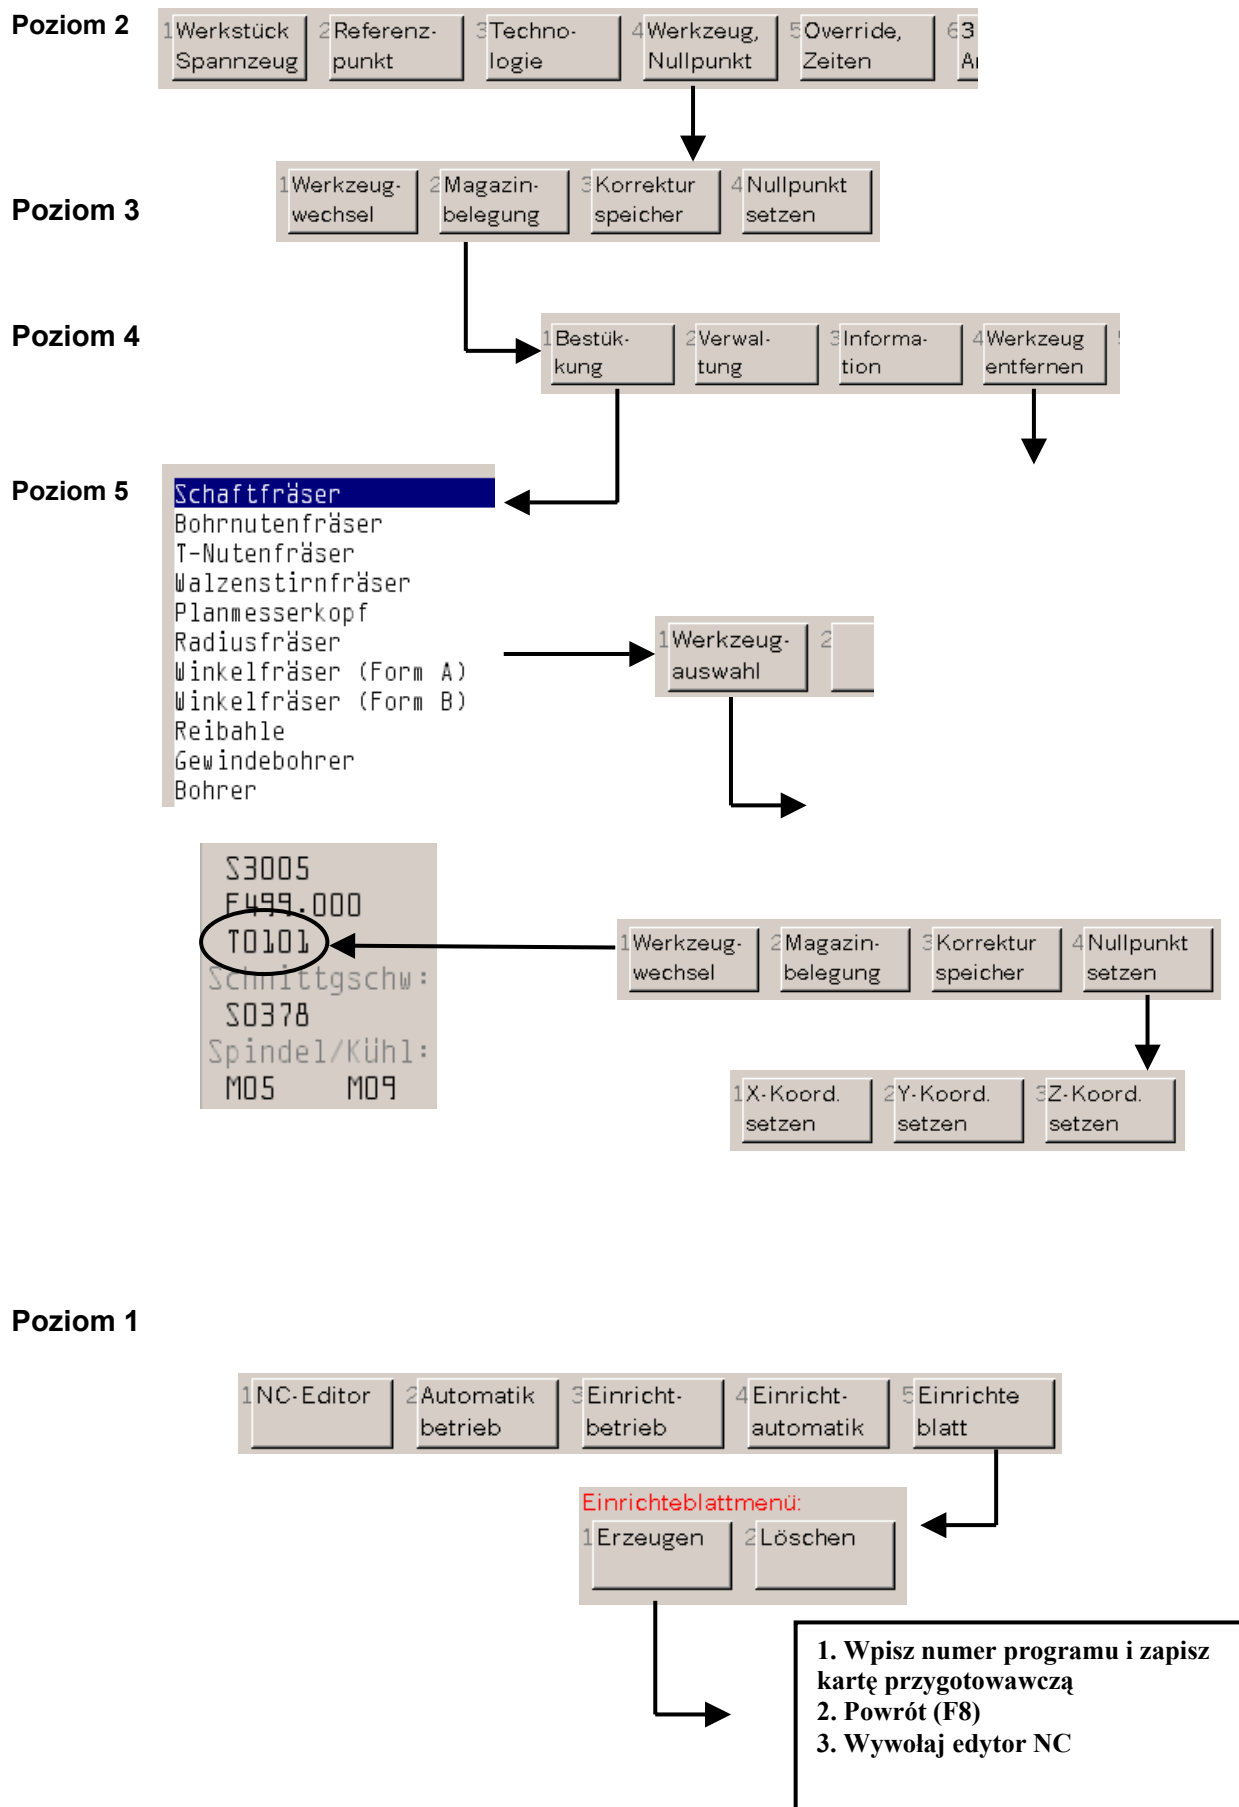 Poziom 2
1 Werkstück 2 Referenz- 3 Techno- 4 Werkzeug, 5 Override, 6 3
Spannzeug punkt logie Nullpunkt Zeiten
1 Werkzeug- 2 Magazin- 3 Korrektur 4 Nullpunkt
wechsel belegung speicher setzen
Poziom 3
Poziom 4
1 Bestük- 2 Verwal- 3 Informa- 4 Werkzeug
kung tung tion entfernen
Poziom 5
Schaftfräser
Bohrnutenfräser
T-Nutenfräser
Walzenstirnfräser
Planmesserkopf
Radiusfräser
Winkelfräser (Form A)
Winkelfräser (Form B)
Reibahle
Gewindebohrer
Bohrer
1 Werkzeug- 2
auswahl
S3005
F499.000
T0101
Schnittgschw:
S0378
Spindel/Kühl:
M05 M09
1 Werkzeug- 2 Magazin- 3 Korrektur 4 Nullpunkt
wechsel belegung speicher setzen
1 X-Koord. 2 Y-Koord. 3 Z-Koord.
setzen setzen setzen
Poziom 1
1 NC-Editor 2 Automatik 3 Einricht- 4 Einricht- 5 Einrichte
betrieb betrieb automatik blatt
Einrichteblattmenü:
1 Erzeugen 2 Löschen
1. Wpisz numer programu i zapisz
kartę przygotowawczą
2. Powrót (F8)
3. Wywołaj edytor NC